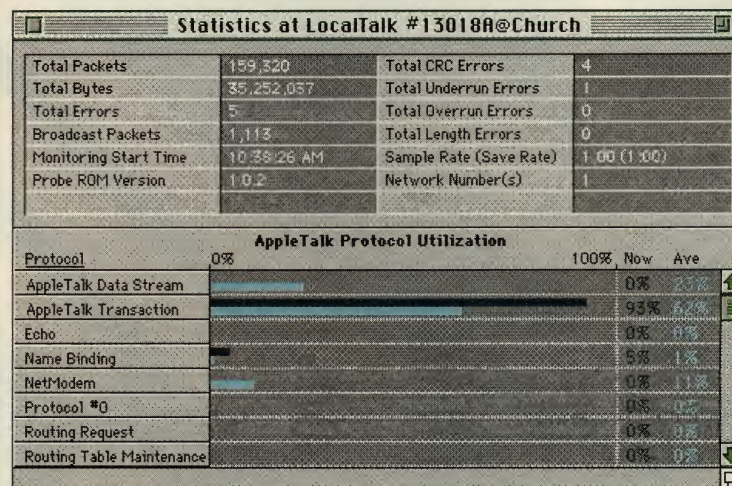 Statistics at LocalTalk #13018A@Church
Total Packets 159,320 Total CRC Errors 4
Total Bytes 35,252,037 Total Underrun Errors 1
Total Errors 5 Total Overrun Errors 0
Broadcast Packets 1,113 Total Length Errors 0
Monitoring Start Time 10:38:26 AM Sample Rate (Save Rate) 1:00 (1:00)
Probe ROM Version 1.0.2 Network Number(s) 1
AppleTalk Protocol Utilization
Protocol 0% 100% Now Ave
AppleTalk Data Stream 0% 23%
AppleTalk Transaction 93% 62%
Echo 0% 0%
Name Binding 5% 1%
NetModem 0% 11%
Protocol #0 0% 0%
Routing Request 0% 0%
Routing Table Maintenance 0% 0%